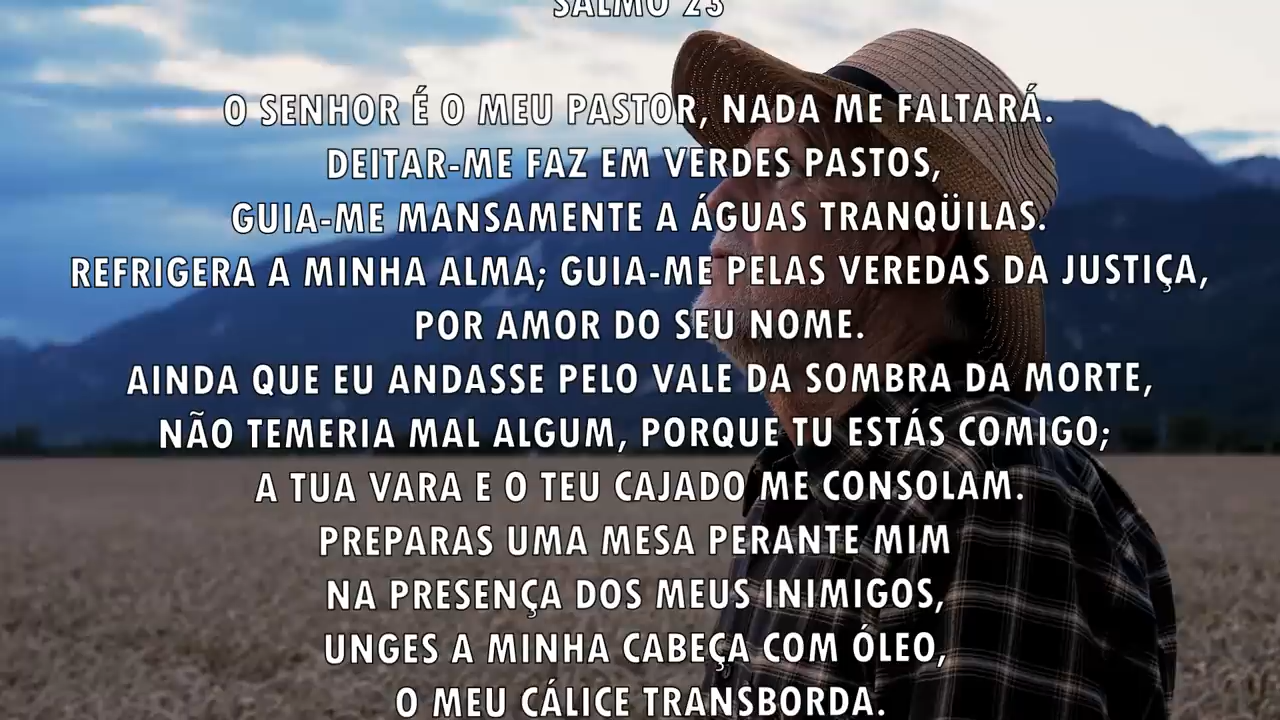 SALMO 23
O SENHOR É O MEU PASTOR, NADA ME FALTARÁ.
DEITAR-ME FAZ EM VERDES PASTOS,
GUIA-ME MANSAMENTE A ÁGUAS TRANQÜILAS.
REFRIGERA A MINHA ALMA; GUIA-ME PELAS VEREDAS DA JUSTIÇA,
POR AMOR DO SEU NOME.
AINDA QUE EU ANDASSE PELO VALE DA SOMBRA DA MORTE,
NÃO TEMERIA MAL ALGUM, PORQUE TU ESTÁS COMIGO;
A TUA VARA E O TEU CAJADO ME CONSOLAM.
PREPARAS UMA MESA PERANTE MIM
NA PRESENÇA DOS MEUS INIMIGOS,
UNGES A MINHA CABEÇA COM ÓLEO,
O MEU CÁLICE TRANSBORDA.